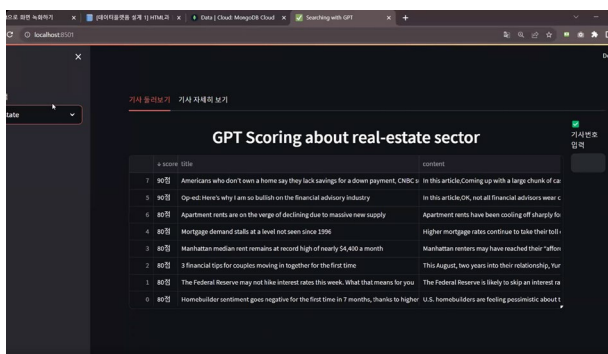 으로 화면 녹화하기
[데이터플랫폼 설계 1] HTML과
Data | Cloud: MongoDB Cloud
Searching with GPT
localhost:8501
tate
기사 둘러보기 기사 자세히 보기
GPT Scoring about real-estate sector
기사번호
입력
score title content
7 90점 Americans who don't own a home say they lack savings for a down payment, CNBC In this article,Coming up with a large chunk of
5 90점 Op-ed: Here's why I am so bullish on the financial advisory industry In this article,OK, not all financial advisors wear
6 80점 Apartment rents are on the verge of declining due to massive new supply Apartment rents have been cooling off sharply
4 80점 Mortgage demand stalls at a level not seen since 1996 Higher mortgage rates continue to take their toll
3 80점 Manhattan median rent remains at record high of nearly $4,400 a month Manhattan renters may have reached their
2 80점 3 financial tips for couples moving in together for the first time This August, two years into their relationship,
1 80점 The Federal Reserve may not hike interest rates this week. What that means for you The Federal Reserve is likely to skip an interest
0 80점 Homebuilder sentiment goes negative for the first time in 7 months, thanks to higher U.S. homebuilders are feeling pessimistic about